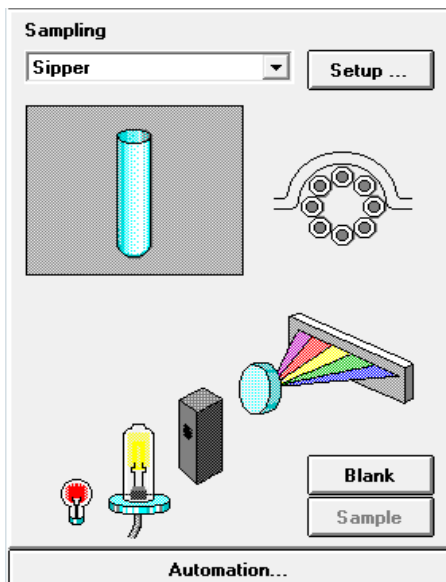 Sampling
Sipper
Setup ...
Blank
Sample
Automation...